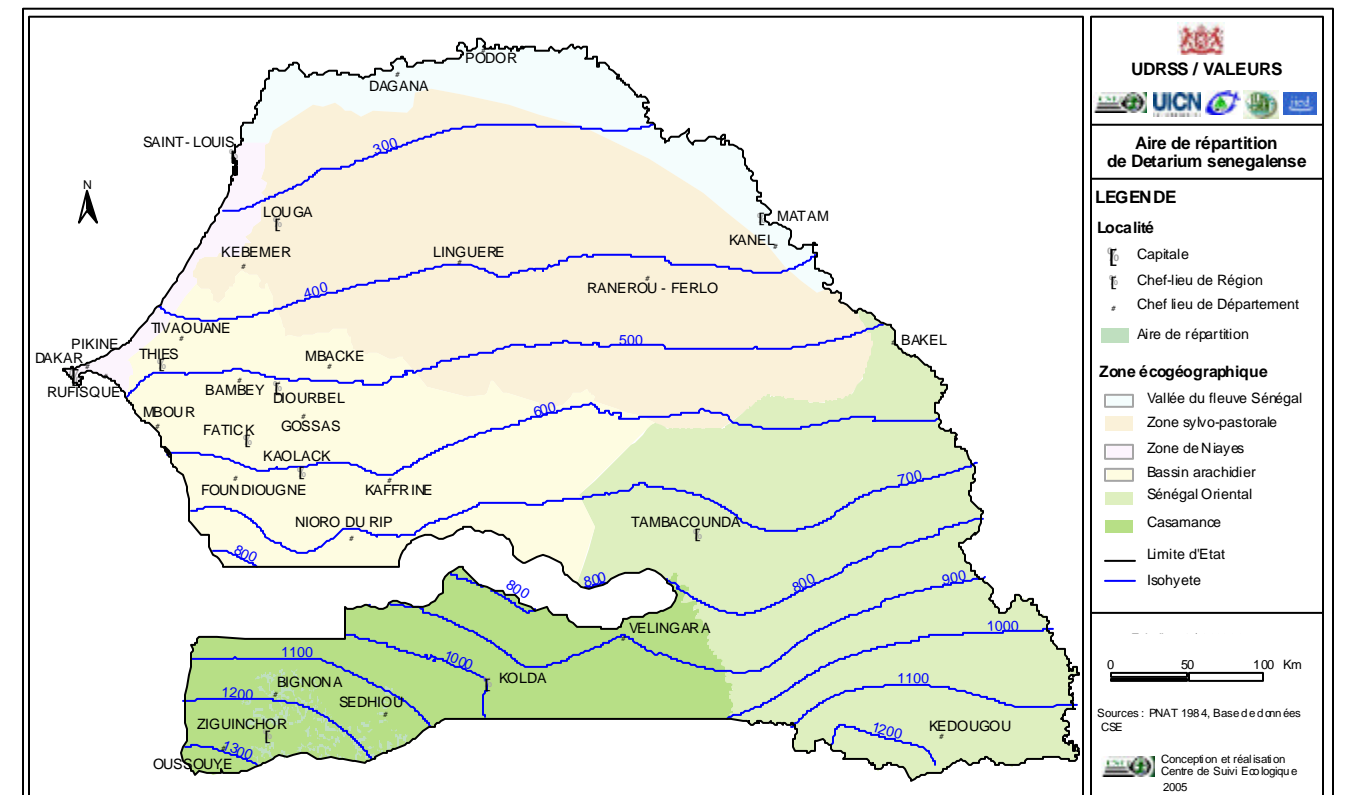 PODOR
DAGANA
SAINT-LOUIS
300
N
LOUGA
MATAM
KEBEMER
LINGUERE
KANEL
400
RANEROU - FERLO
TIVAOUANE
PIKINE
500
BAKEL
DAKAR
THIES
MBACKE
RUFISQUE
BAMBEY
DIOURBEL
MBOUR
600
FATICK
GOSSAS
KAOLACK
700
FOUNDIOUGNE
KAFFRINE
NIORO DU RIP
TAMBACOUNDA
800
800
800
800
900
VELINGARA
1000
1100
1000
KOLDA
1100
BIGNONA
1200
SEDHIOU
ZIGUINCHOR
KEDOUGOU
1200
1300
OUSSOUYE
UDRSS / VALEURS
UICN
Aire de répartition
de Detarium senegalense
LEGENDE
Localité
Capitale
Chef-lieu de Région
Chef lieu de Département
Aire de répartition
Zone écogéographique
Vallée du fleuve Sénégal
Zone sylvo-pastorale
Zone de Niayes
Bassin arachidier
Sénégal Oriental
Casamance
Limite d'Etat
Isohyete
0 50 100 Km
Sources : PNAT 1984, Base de données
CSE
Conception et réalisation
Centre de Suivi Ecologique
2005